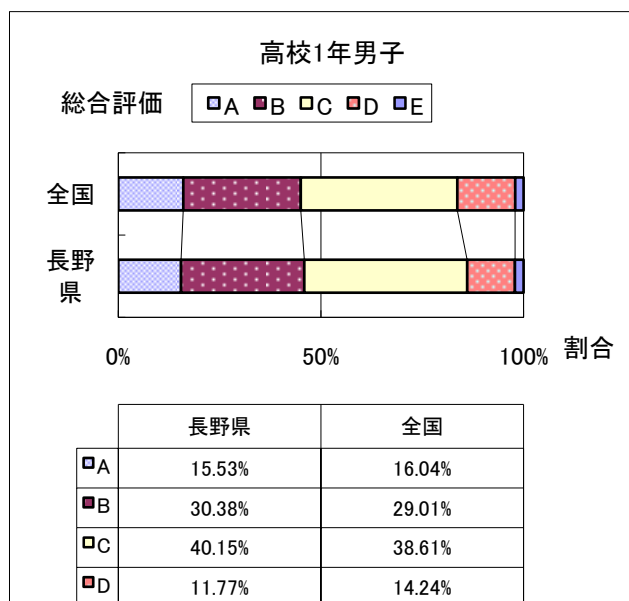 高校1年男子
総合評価 A B C D E
全国
長野
県
0% 50% 100% 割合
長野県 全国
A 15.53% 16.04%
B 30.38% 29.01%
C 40.15% 38.61%
D 11.77% 14.24%